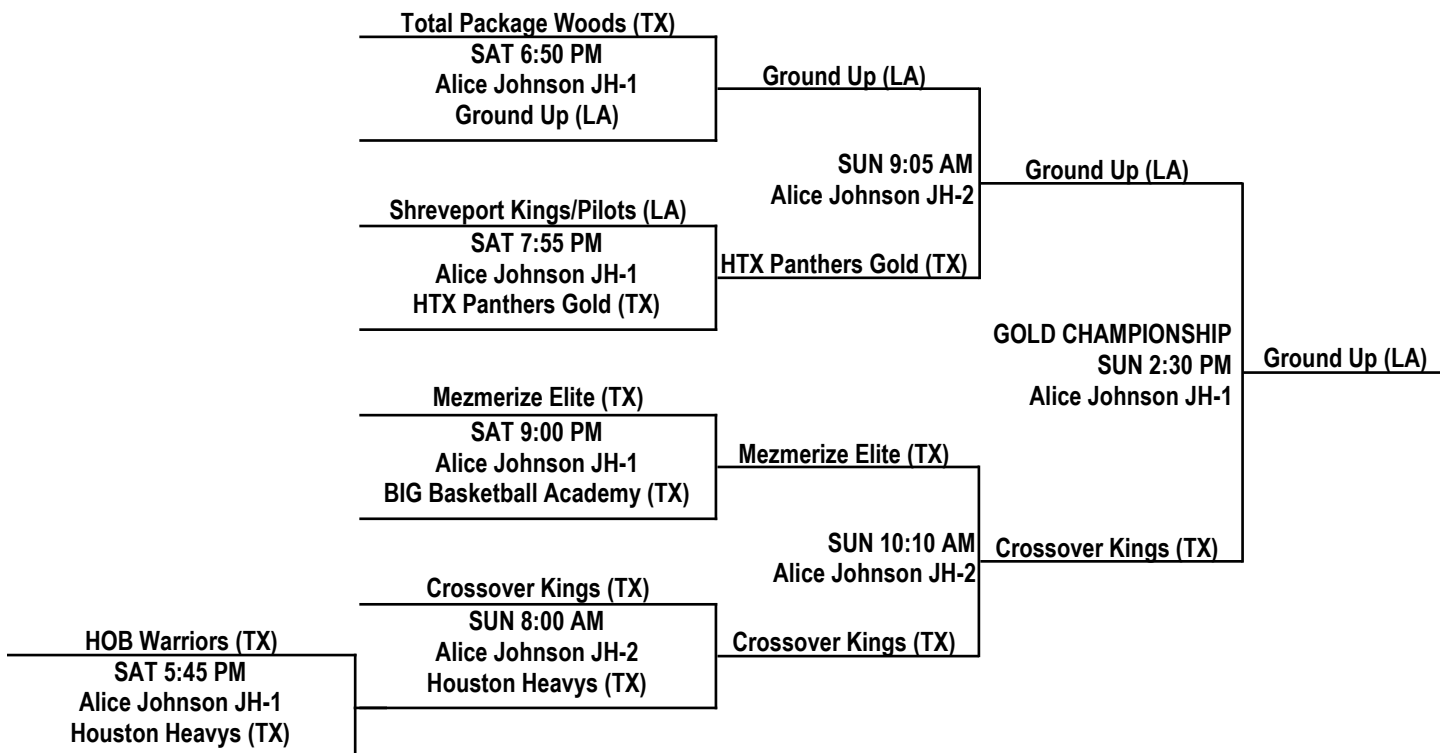 Total Package Woods (TX)
SAT 6:50 PM
Alice Johnson JH-1
Ground Up (LA)
Shreveport Kings/Pilots (LA)
SAT 7:55 PM
Alice Johnson JH-1
HTX Panthers Gold (TX)
Mezmerize Elite (TX)
SAT 9:00 PM
Alice Johnson JH-1
BIG Basketball Academy (TX)
Crossover Kings (TX)
SUN 8:00 AM
Alice Johnson JH-2
Houston Heavys (TX)
HOB Warriors (TX)
SAT 5:45 PM
Alice Johnson JH-1
Houston Heavys (TX)
Ground Up (LA)
SUN 9:05 AM
Alice Johnson JH-2
HTX Panthers Gold (TX)
Mezmerize Elite (TX)
SUN 10:10 AM
Alice Johnson JH-2
Crossover Kings (TX)
Ground Up (LA)
GOLD CHAMPIONSHIP
SUN 2:30 PM
Alice Johnson JH-1
Crossover Kings (TX)
Ground Up (LA)